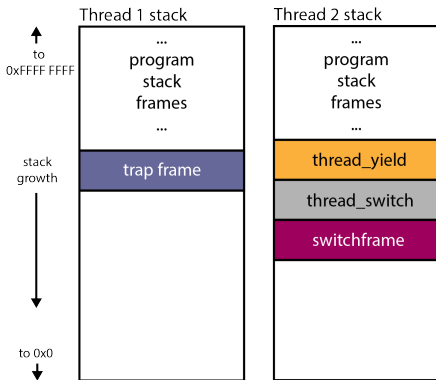 Thread 1 stack
Thread 2 stack
to
0xFFFF FFFF
...
program
stack
frames
...
...
program
stack
frames
...
stack
growth
trap frame
thread_yield
thread_switch
switchframe
to 0x0